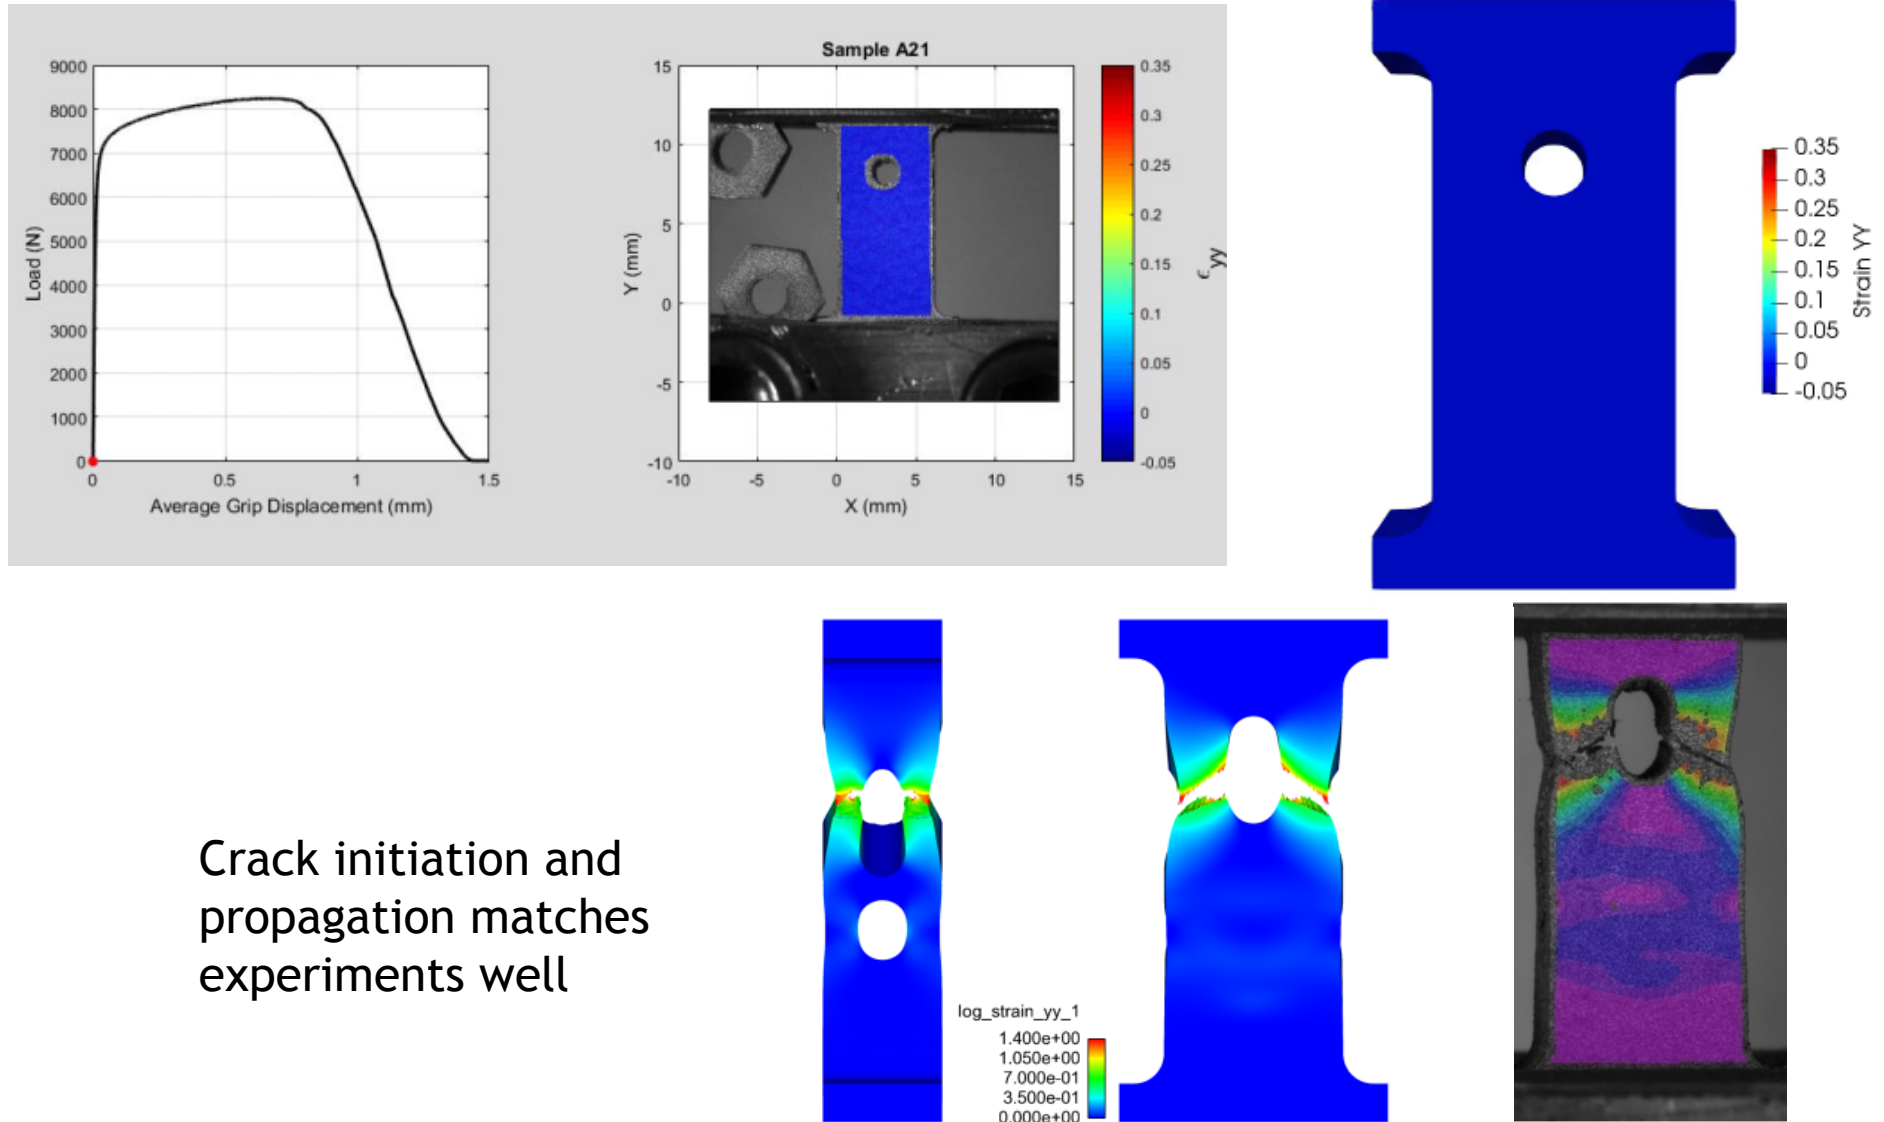 9000
8000
7000
6000
5000
4000
3000
2000
1000
0
Load (N)
0
0.5
1
1.5
Average Grip Displacement (mm)
Sample A21
15
10
5
0
-5
-10
Y (mm)
-10
-5
0
5
10
15
X (mm)
0.35
0.3
0.25
0.2
0.15
0.1
0.05
0
-0.05
ϵyy
0.35
0.3
0.25
0.2
0.15
0.1
0.05
0
-0.05
Strain YY
Crack initiation and
propagation matches
experiments well
log_strain_yy_1
1.400e+00
1.050e+00
7.000e-01
3.500e-01
0.000e+00